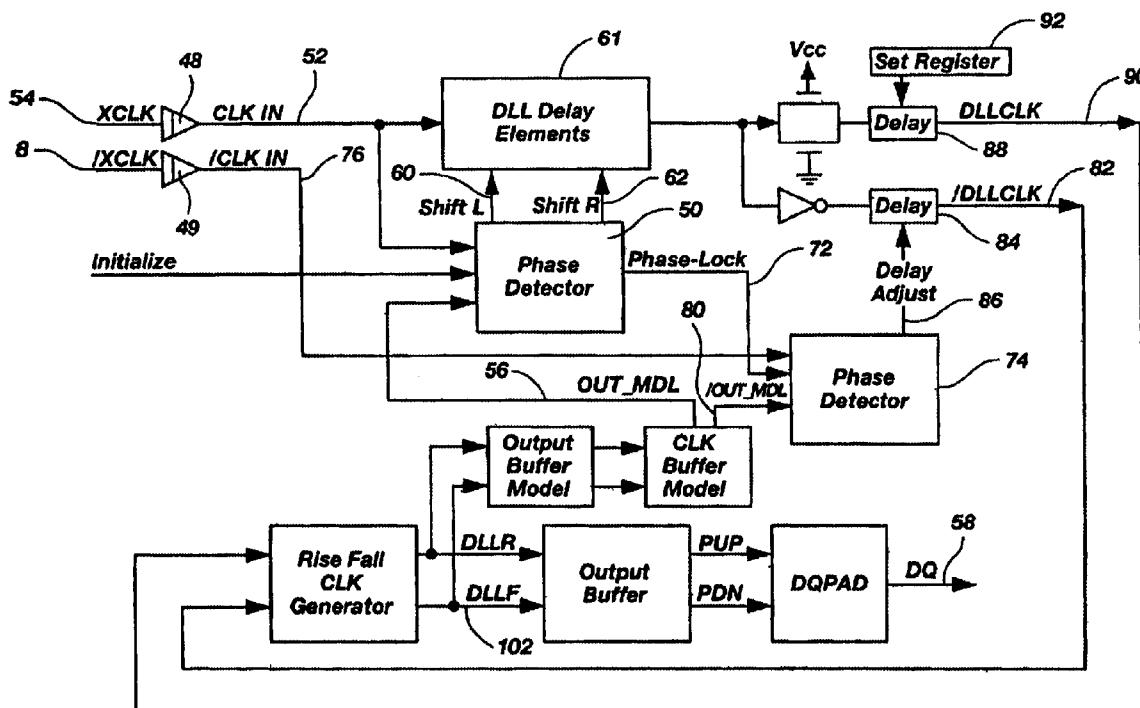 92
61
Vcc
Set Register
90
48
52
54
XCLK
CLK IN
DLL Delay
Elements
Delay
DLLCLK
88
8
/XCLK
/CLK IN
76
60
62
/DLLCLK
82
49
Shift L
Shift R
50
Delay
84
Initialize
Phase
Detector
Phase-Lock
72
Delay
Adjust
86
80
56
OUT_MDL
/OUT_MDL
Phase
Detector
74
Output
Buffer
Model
CLK
Buffer
Model
Rise Fall
CLK
Generator
DLLR
DLLF
102
Output
Buffer
PUP
PDN
DQPAD
DQ
58